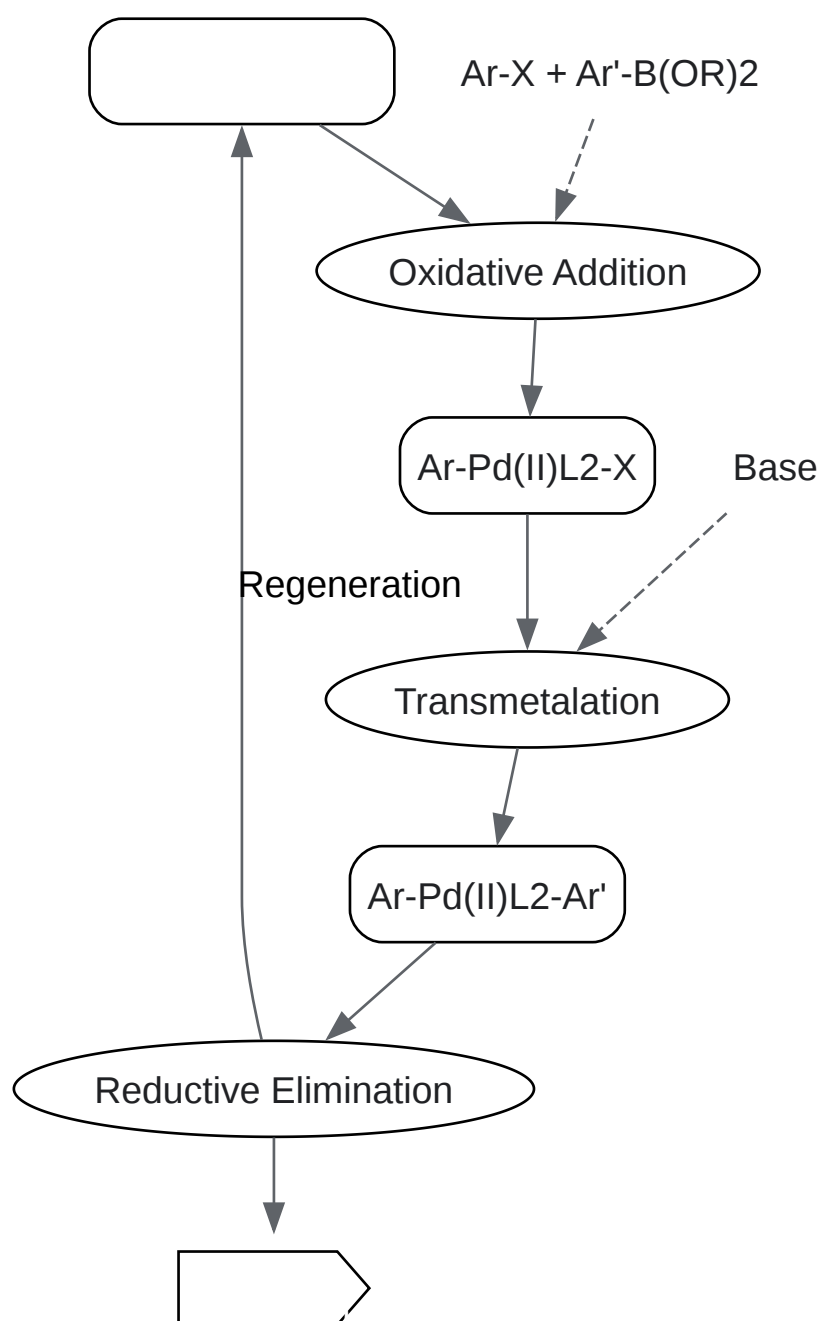 Ar-X + Ar'-B(OR)2
Oxidative Addition
Ar-Pd(II)L2-X
Base
Regeneration
Transmetalation
Ar-Pd(II)L2-Ar'
Reductive Elimination